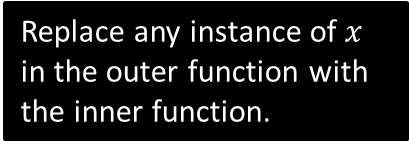 Replace any instance of x
in the outer function with
the inner function.